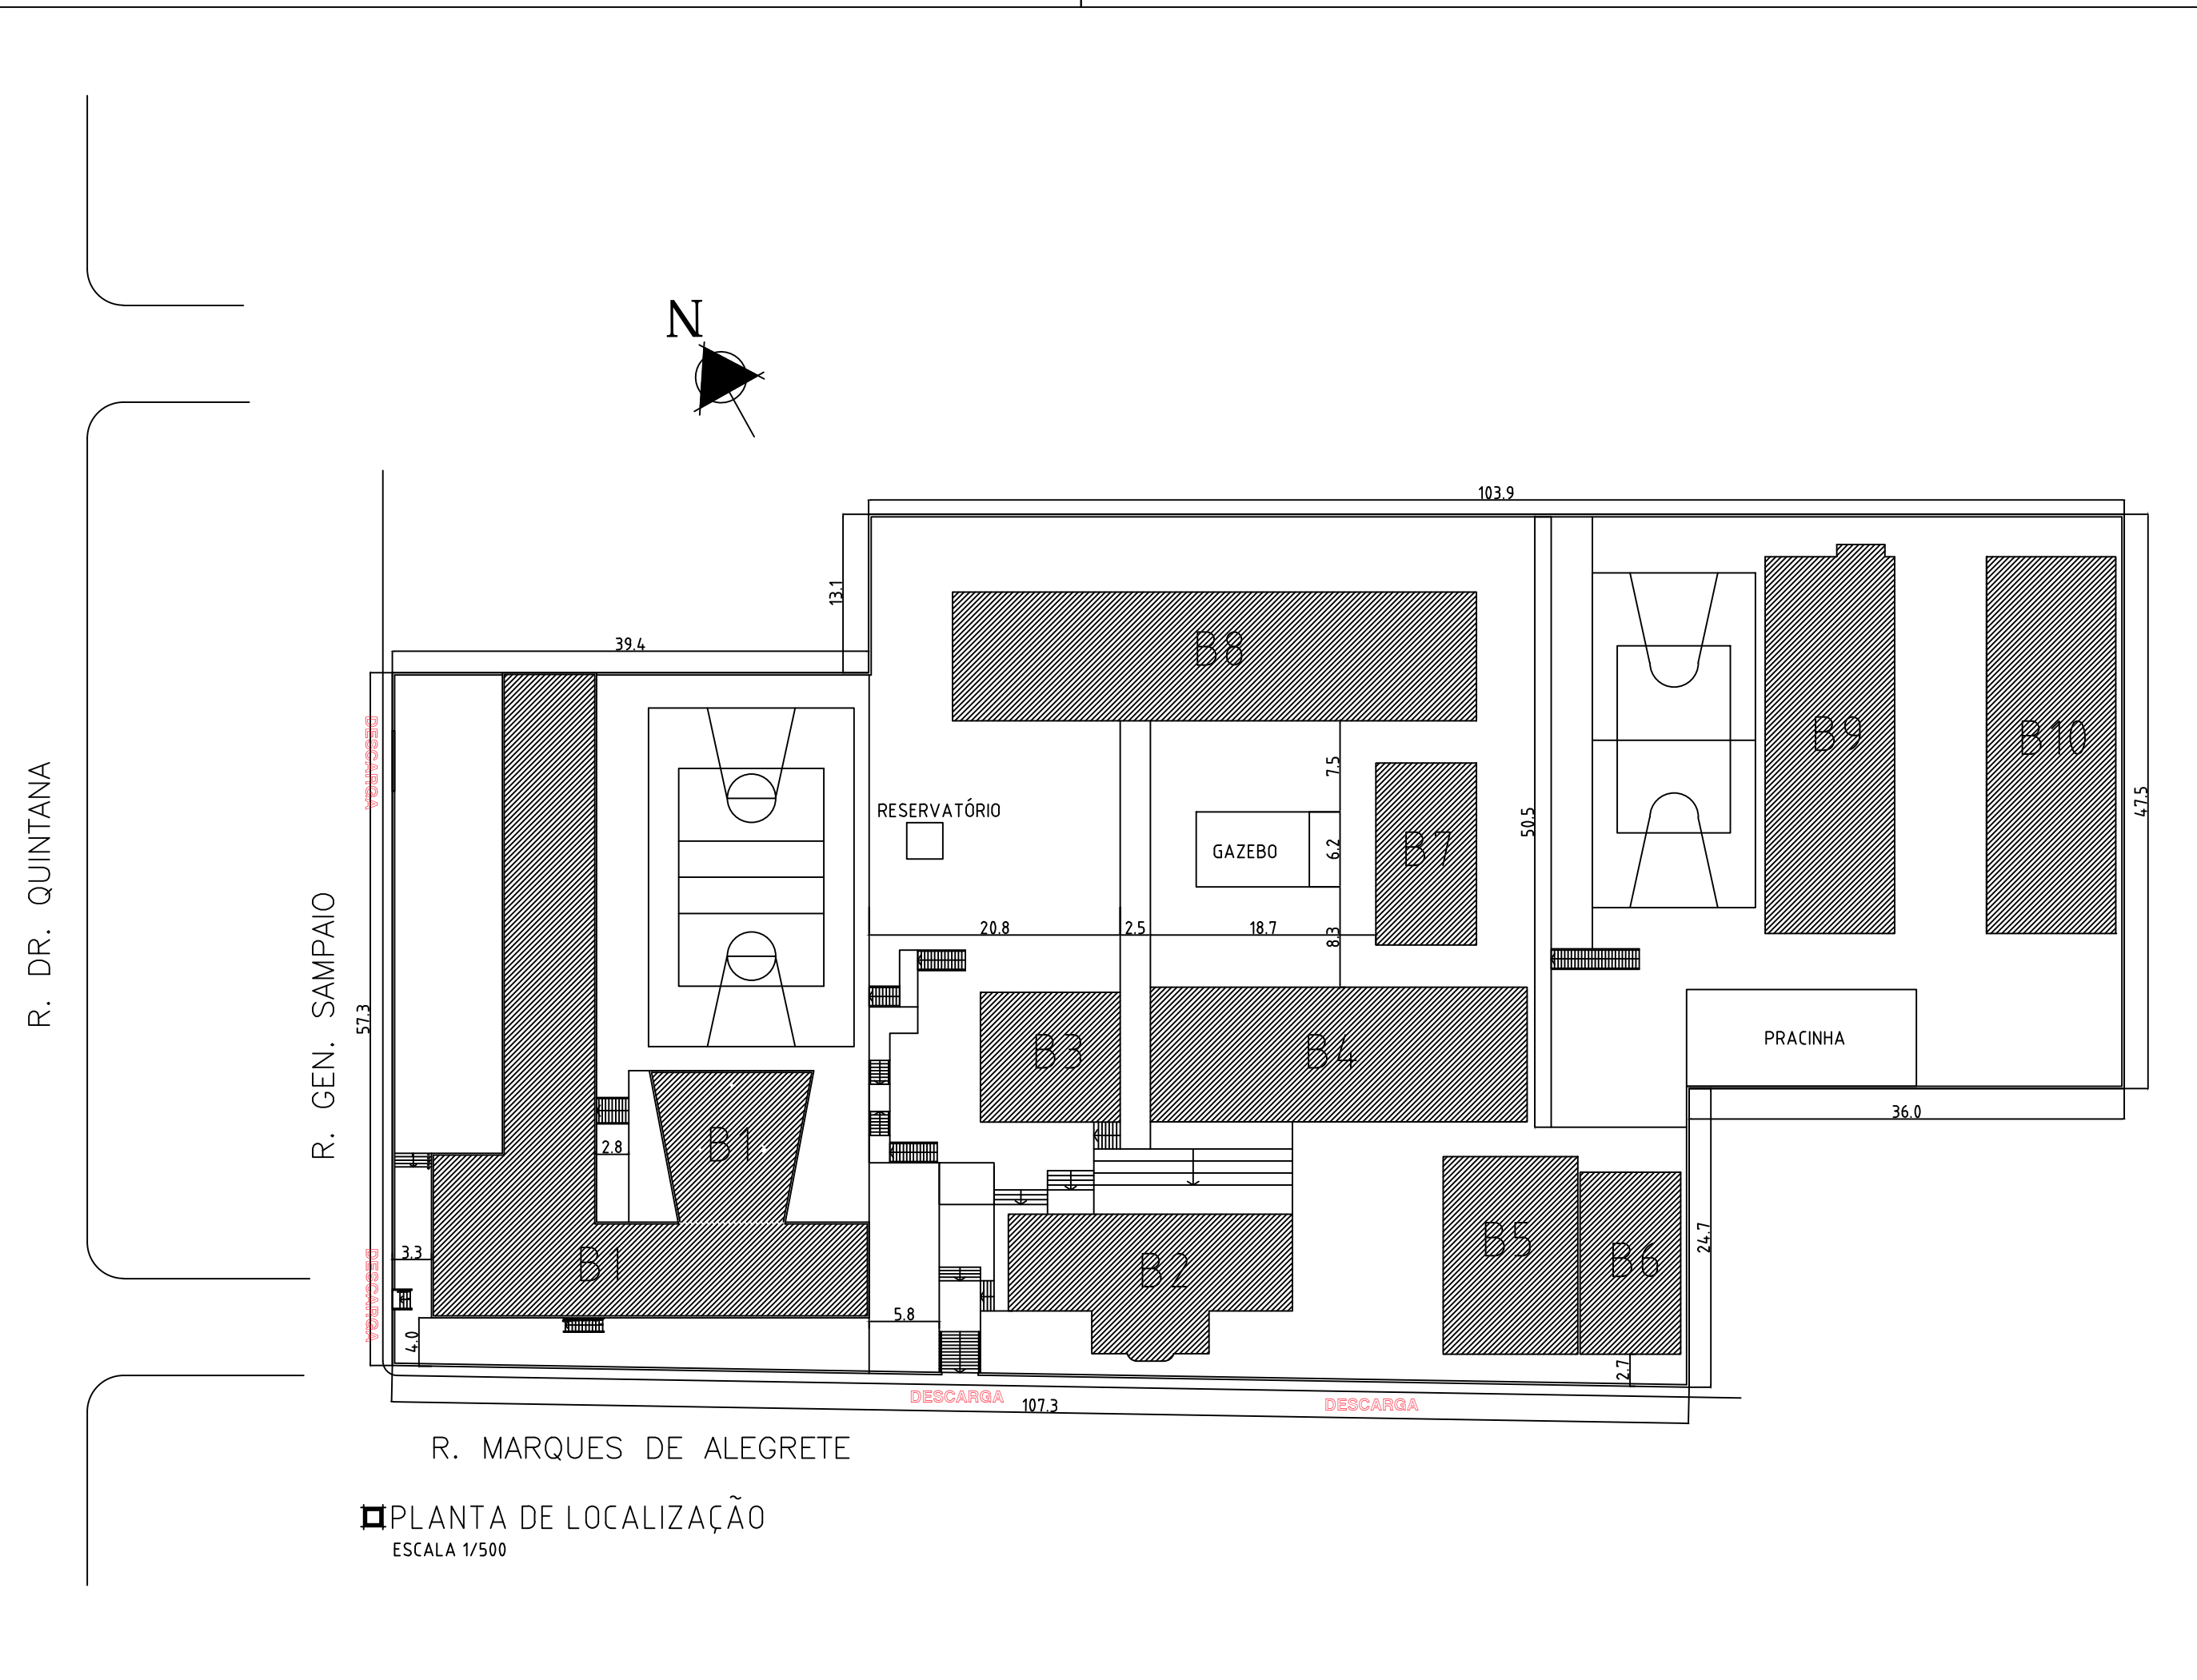 N
103.9
13.1
39.4
B8
DESCARGA
B9
B10
7.5
47.5
RESERVATÓRIO
50.5
R. DR. QUINTANA
GAZEBO
6.2
B7
20.8
2.5
18.7
8.3
R. GEN. SAMPAIO
57.3
B3
B4
PRACINHA
36.0
2.8
B1
24.7
3.3
B1
B2
B5
B6
DESCARGA
4.0
5.8
2.7
DESCARGA
107.3
DESCARGA
R. MARQUES DE ALEGRETE
PLANTA DE LOCALIZAÇÃO
ESCALA 1/500